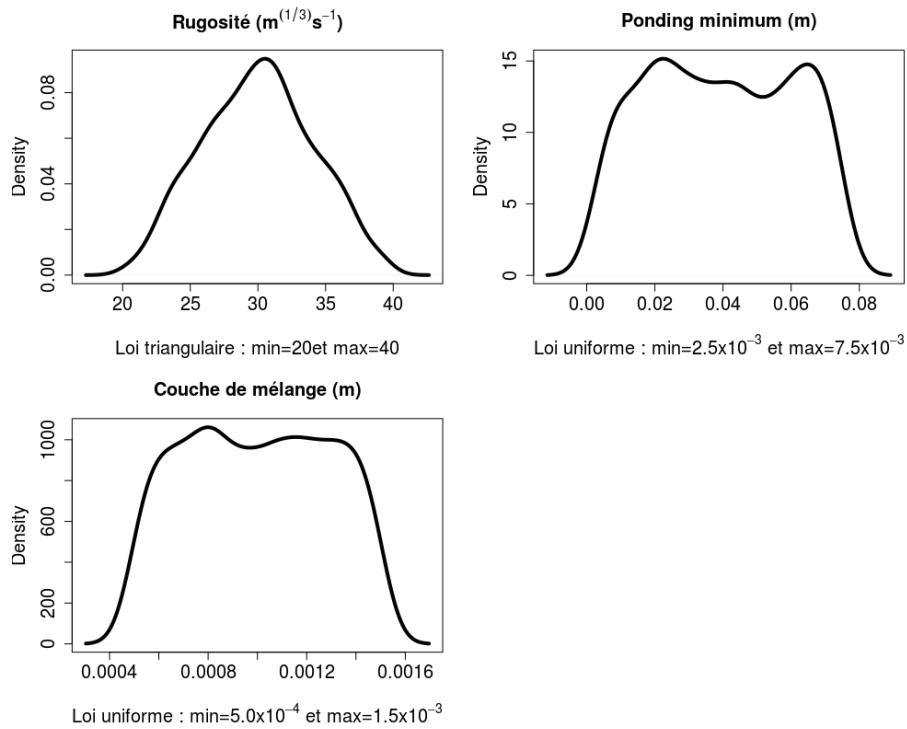 Rugosité (m^(1/3)s^−1)
Density
0.00
0.04
0.08
20
25
30
35
40
Loi triangulaire : min=20et max=40
Ponding minimum (m)
Density
0
5
10
15
0.00
0.02
0.04
0.06
0.08
Loi uniforme : min=2.5x10^−3 et max=7.5x10^−3
Couche de mélange (m)
Density
0
200
600
1000
0.0004
0.0008
0.0012
0.0016
Loi uniforme : min=5.0x10^−4 et max=1.5x10^−3